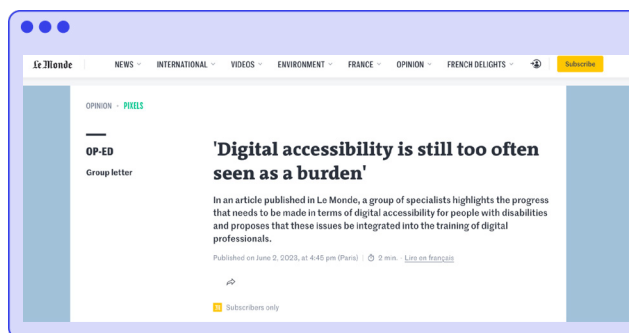 Le Monde
NEWS
INTERNATIONAL
VIDEOS
ENVIRONMENT
FRANCE
OPINION
FRENCH DELIGHTS
Subscribe
OPINION • PIXELS
OP-ED
Group letter
'Digital accessibility is still too often
seen as a burden'
In an article published in Le Monde, a group of specialists highlights the progress
that needs to be made in terms of digital accessibility for people with disabilities
and proposes that these issues be integrated into the training of digital
professionals.
Published on June 2, 2023, at 4:45 pm (Paris) | 2 min. · Lire en français
Subscribers only